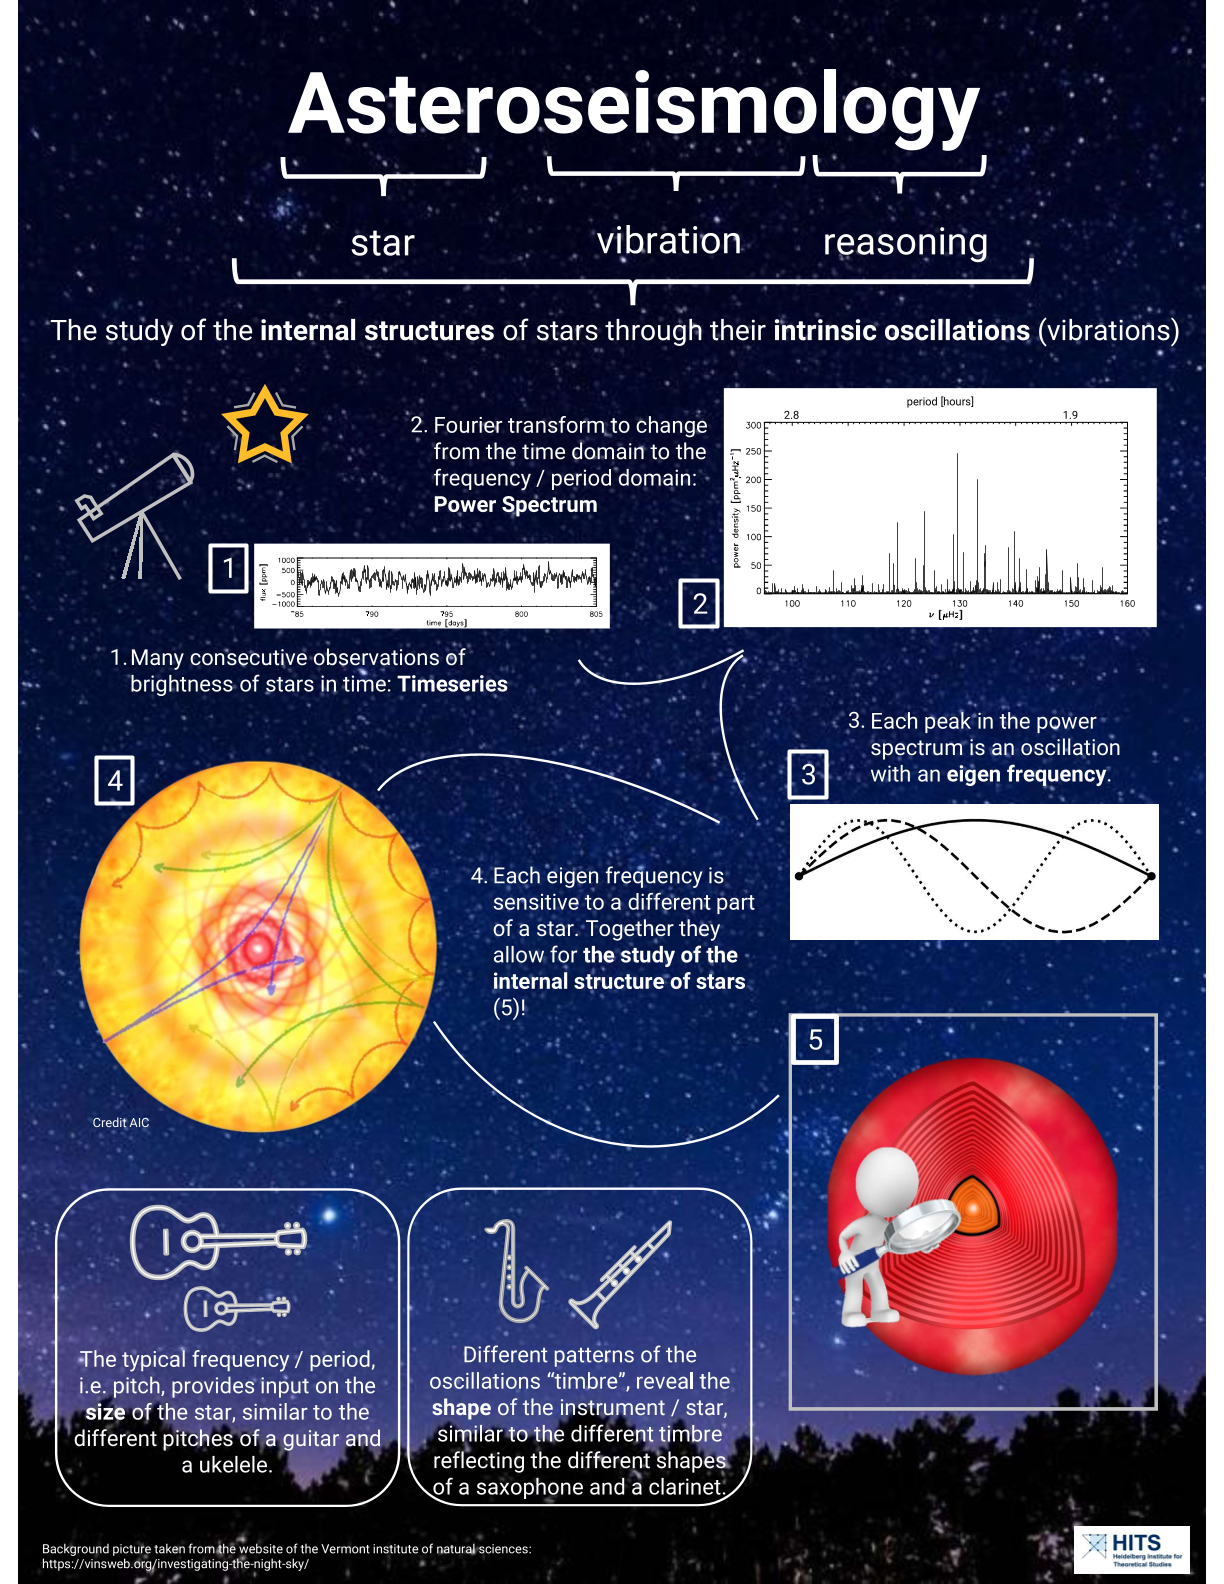 Asteroseismology
star
vibration
reasoning
The study of the internal structures of stars through their intrinsic oscillations (vibrations)
2. Fourier transform to change
from the time domain to the
frequency / period domain:
Power Spectrum
period [hours]
2.8
1.9
300
250
200
150
100
50
0
power density [ppm²μHz⁻¹]
100
110
120
130
140
150
160
ν [μHz]
2
1
1000
500
0
−500
−1000
flux [ppm]
785
790
795
800
805
time [days]
1. Many consecutive observations of
brightness of stars in time: Timeseries
3. Each peak in the power
spectrum is an oscillation
with an eigen frequency.
3
4
4. Each eigen frequency is
sensitive to a different part
of a star. Together they
allow for the study of the
internal structure of stars
(5)!
Credit AIC
5
The typical frequency / period,
i.e. pitch, provides input on the
size of the star, similar to the
different pitches of a guitar and
a ukelele.
Different patterns of the
oscillations “timbre”, reveal the
shape of the instrument / star,
similar to the different timbre
reflecting the different shapes
of a saxophone and a clarinet.
Background picture taken from the website of the Vermont institute of natural sciences:
https://vinsweb.org/investigating-the-night-sky/
HITS
Heidelberg Institute for
Theoretical Studies